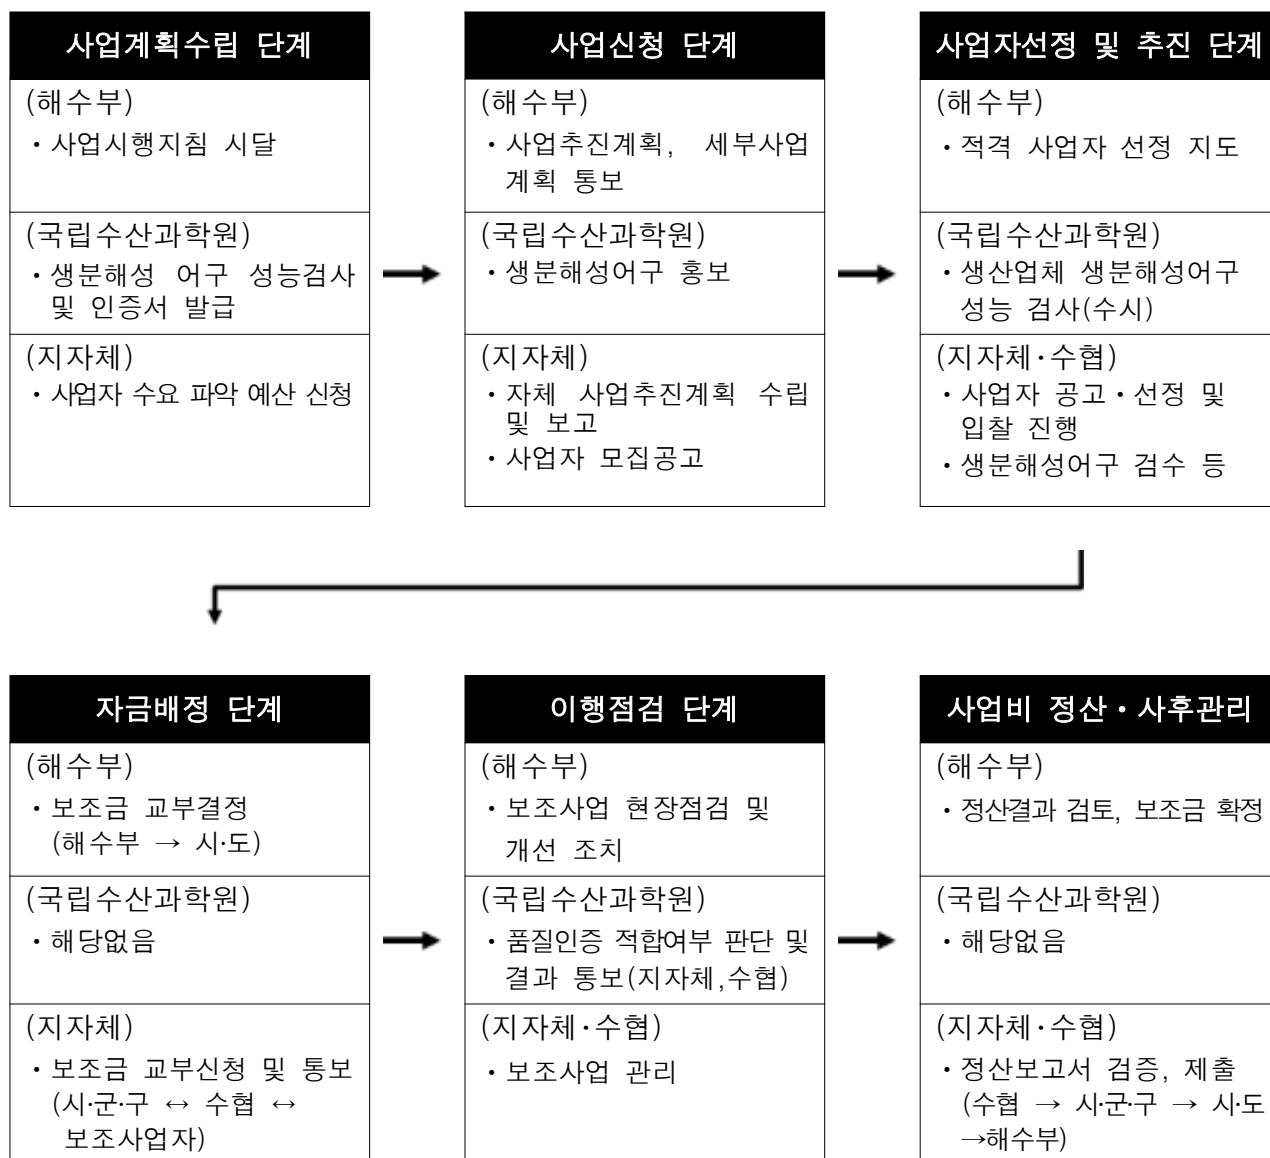 사업계획수립 단계
(해수부)
・사업시행지침 시달
(국립수산과학원)
・생분해성 어구 성능검사
및 인증서 발급
(지자체)
・사업자 수요 파악 예산 신청
사업신청 단계
(해수부)
・사업추진계획, 세부사업
계획 통보
(국립수산과학원)
・생분해성어구 홍보
(지자체)
・자체 사업추진계획 수립
및 보고
・사업자 모집공고
사업자선정 및 추진 단계
(해수부)
・적격 사업자 선정 지도
(국립수산과학원)
・생산업체 생분해성어구
성능 검사(수시)
(지자체·수협)
・사업자 공고・선정 및
입찰 진행
・생분해성어구 검수 등
자금배정 단계
(해수부)
・보조금 교부결정
(해수부 → 시·도)
(국립수산과학원)
・해당없음
(지자체)
・보조금 교부신청 및 통보
(시·군·구 ↔ 수협 ↔
보조사업자)
이행점검 단계
(해수부)
・보조사업 현장점검 및
개선 조치
(국립수산과학원)
・품질인증 적합여부 판단 및
결과 통보(지자체,수협)
(지자체·수협)
・보조사업 관리
사업비 정산・사후관리
(해수부)
・정산결과 검토, 보조금 확정
(국립수산과학원)
・해당없음
(지자체·수협)
・정산보고서 검증, 제출
(수협 → 시·군·구 → 시·도
→해수부)